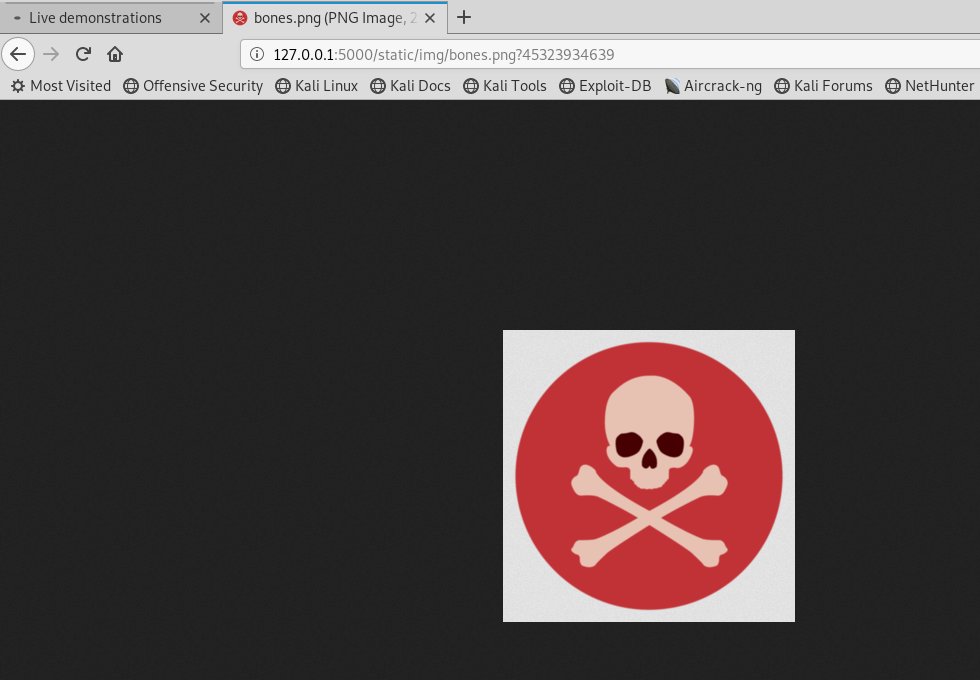 Live demonstrations bones.png (PNG Image, 2
127.0.0.1:5000/static/img/bones.png?45323934639
Most Visited Offensive Security Kali Linux Kali Docs Kali Tools Exploit-DB Aircrack-ng Kali Forums NetHunter